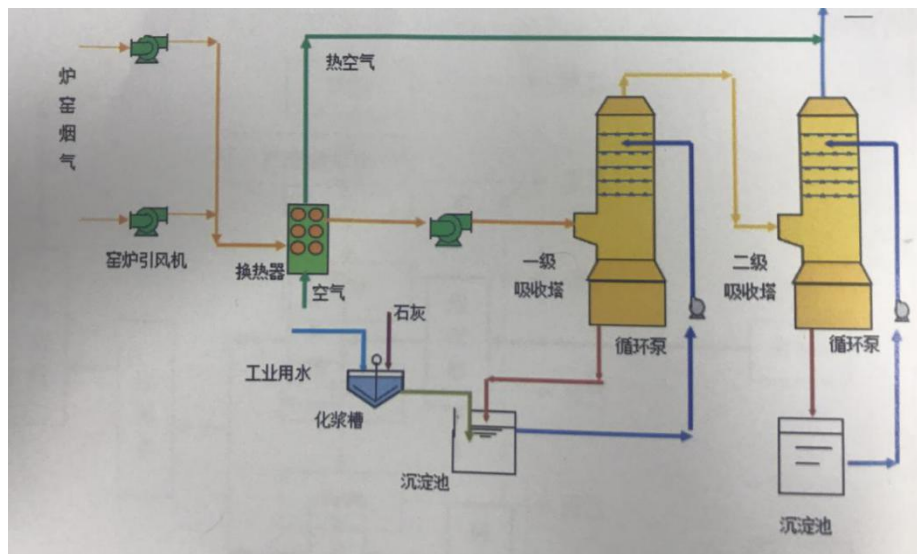 炉窑烟气
热空气
窑炉引风机
换热器
空气
一级
吸收塔
二级
吸收塔
石灰
工业用水
化浆槽
循环泵
循环泵
沉淀池
沉淀池